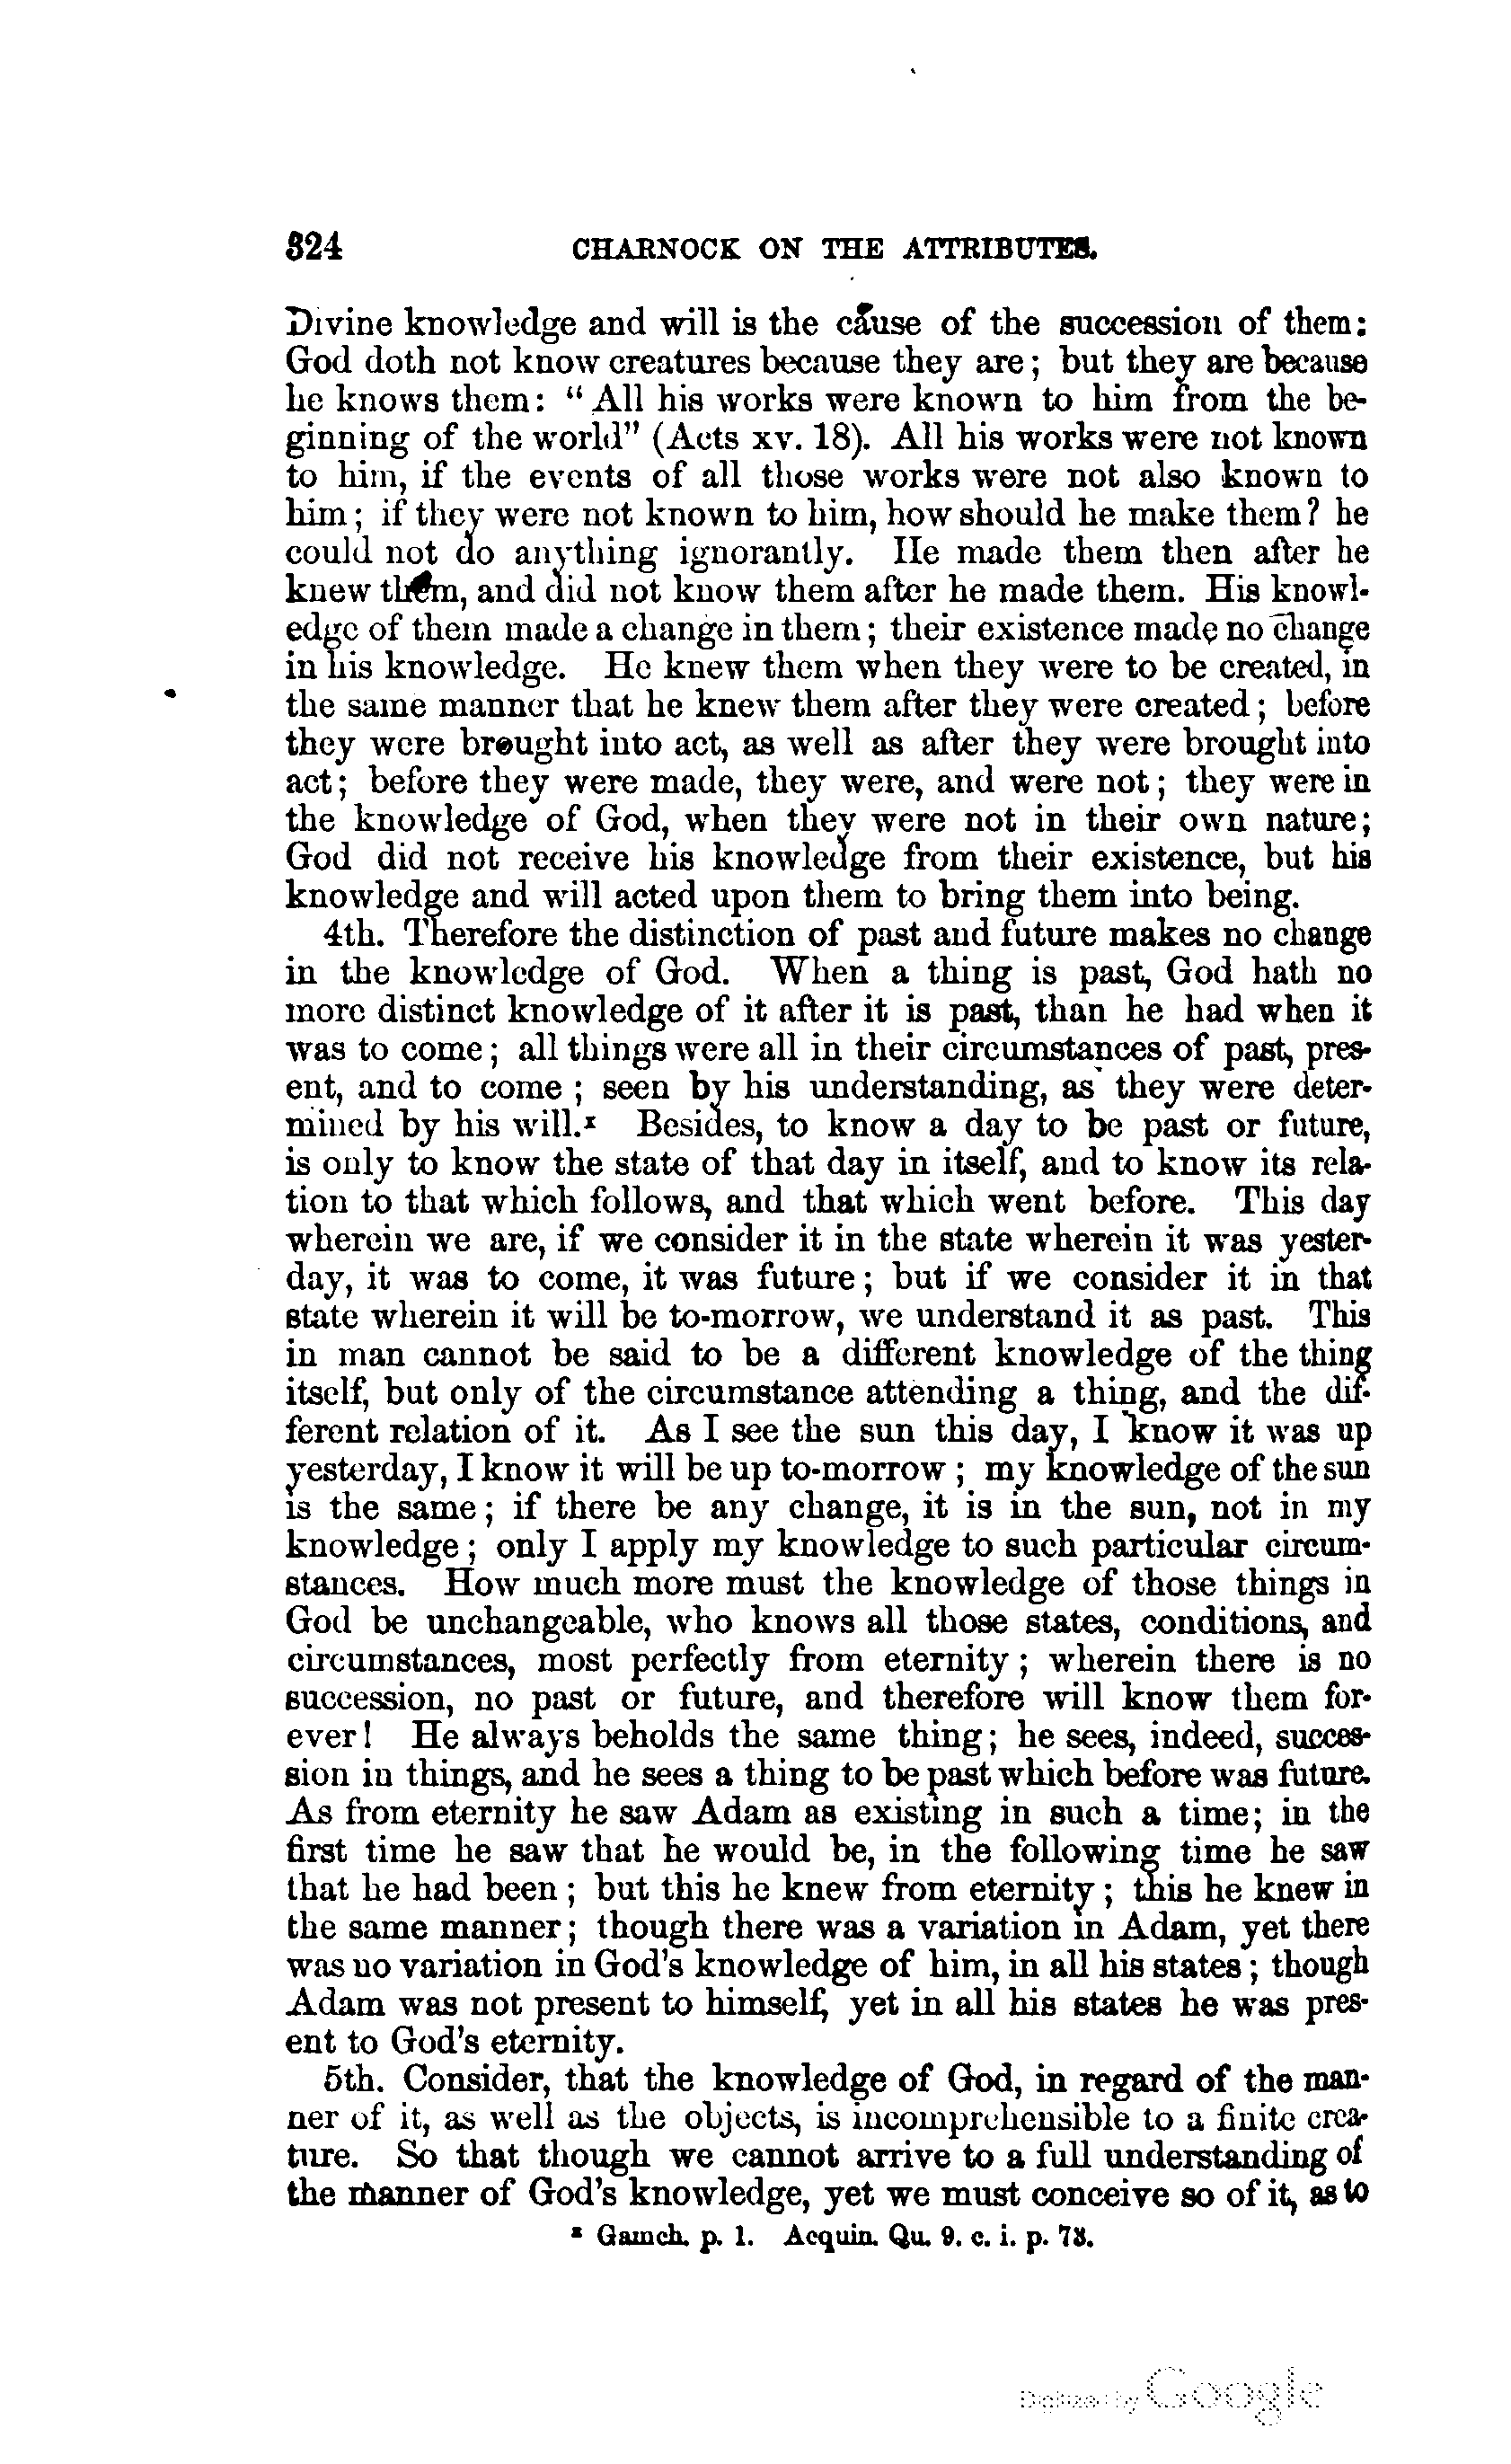 324 CHARNOCK ON THE ATTRIBUTES.
Divine knowledge and will is the cause of the succession of them:
God doth not know creatures because they are; but they are because
he knows them: "All his works were known to him from the be-
ginning of the world" (Acts xv. 18). All his works were not known
to him, if the events of all those works were not also known to
him; if they were not known to him, how should he make them? he
could not do anything ignorantly. He made them then after he
knew them, and did not know them after he made them. His knowl-
edge of them made a change in them; their existence made no change
in his knowledge. He knew them when they were to be created, in
the same manner that he knew them after they were created; before
they were brought into act, as well as after they were brought into
act; before they were made, they were, and were not; they were in
the knowledge of God, when they were not in their own nature;
God did not receive his knowledge from their existence, but his
knowledge and will acted upon them to bring them into being.
4th. Therefore the distinction of past and future makes no change
in the knowledge of God. When a thing is past, God hath no
more distinct knowledge of it after it is past, than he had when it
was to come; all things were all in their circumstances of past, pres-
ent, and to come; seen by his understanding, as they were deter-
mined by his will.x Besides, to know a day to be past or future,
is only to know the state of that day in itself, and to know its rela-
tion to that which follows, and that which went before. This day
wherein we are, if we consider it in the state wherein it was yester-
day, it was to come, it was future; but if we consider it in that
state wherein it will be to-morrow, we understand it as past. This
in man cannot be said to be a different knowledge of the thing
itself, but only of the circumstance attending a thing, and the dif-
ferent relation of it. As I see the sun this day, I know it was up
yesterday, I know it will be up to-morrow; my knowledge of the sun
is the same; if there be any change, it is in the sun, not in my
knowledge; only I apply my knowledge to such particular circum-
stances. How much more must the knowledge of those things in
God be unchangeable, who knows all those states, conditions, and
circumstances, most perfectly from eternity; wherein there is no
succession, no past or future, and therefore will know them for-
ever! He always beholds the same thing; he sees, indeed, succes-
sion in things, and he sees a thing to be past which before was future.
As from eternity he saw Adam as existing in such a time; in the
first time he saw that he would be, in the following time he saw
that he had been; but this he knew from eternity; this he knew in
the same manner; though there was a variation in Adam, yet there
was no variation in God's knowledge of him, in all his states; though
Adam was not present to himself, yet in all his states he was pres-
ent to God's eternity.
5th. Consider, that the knowledge of God, in regard of the man-
ner of it, as well as the objects, is incomprehensible to a finite crea-
ture. So that though we cannot arrive to a full understanding of
the manner of God's knowledge, yet we must conceive so of it, as to
x Gamch. p. 1. Acquin. Qu. 9. c. i. p. 73.
Digitized by Google